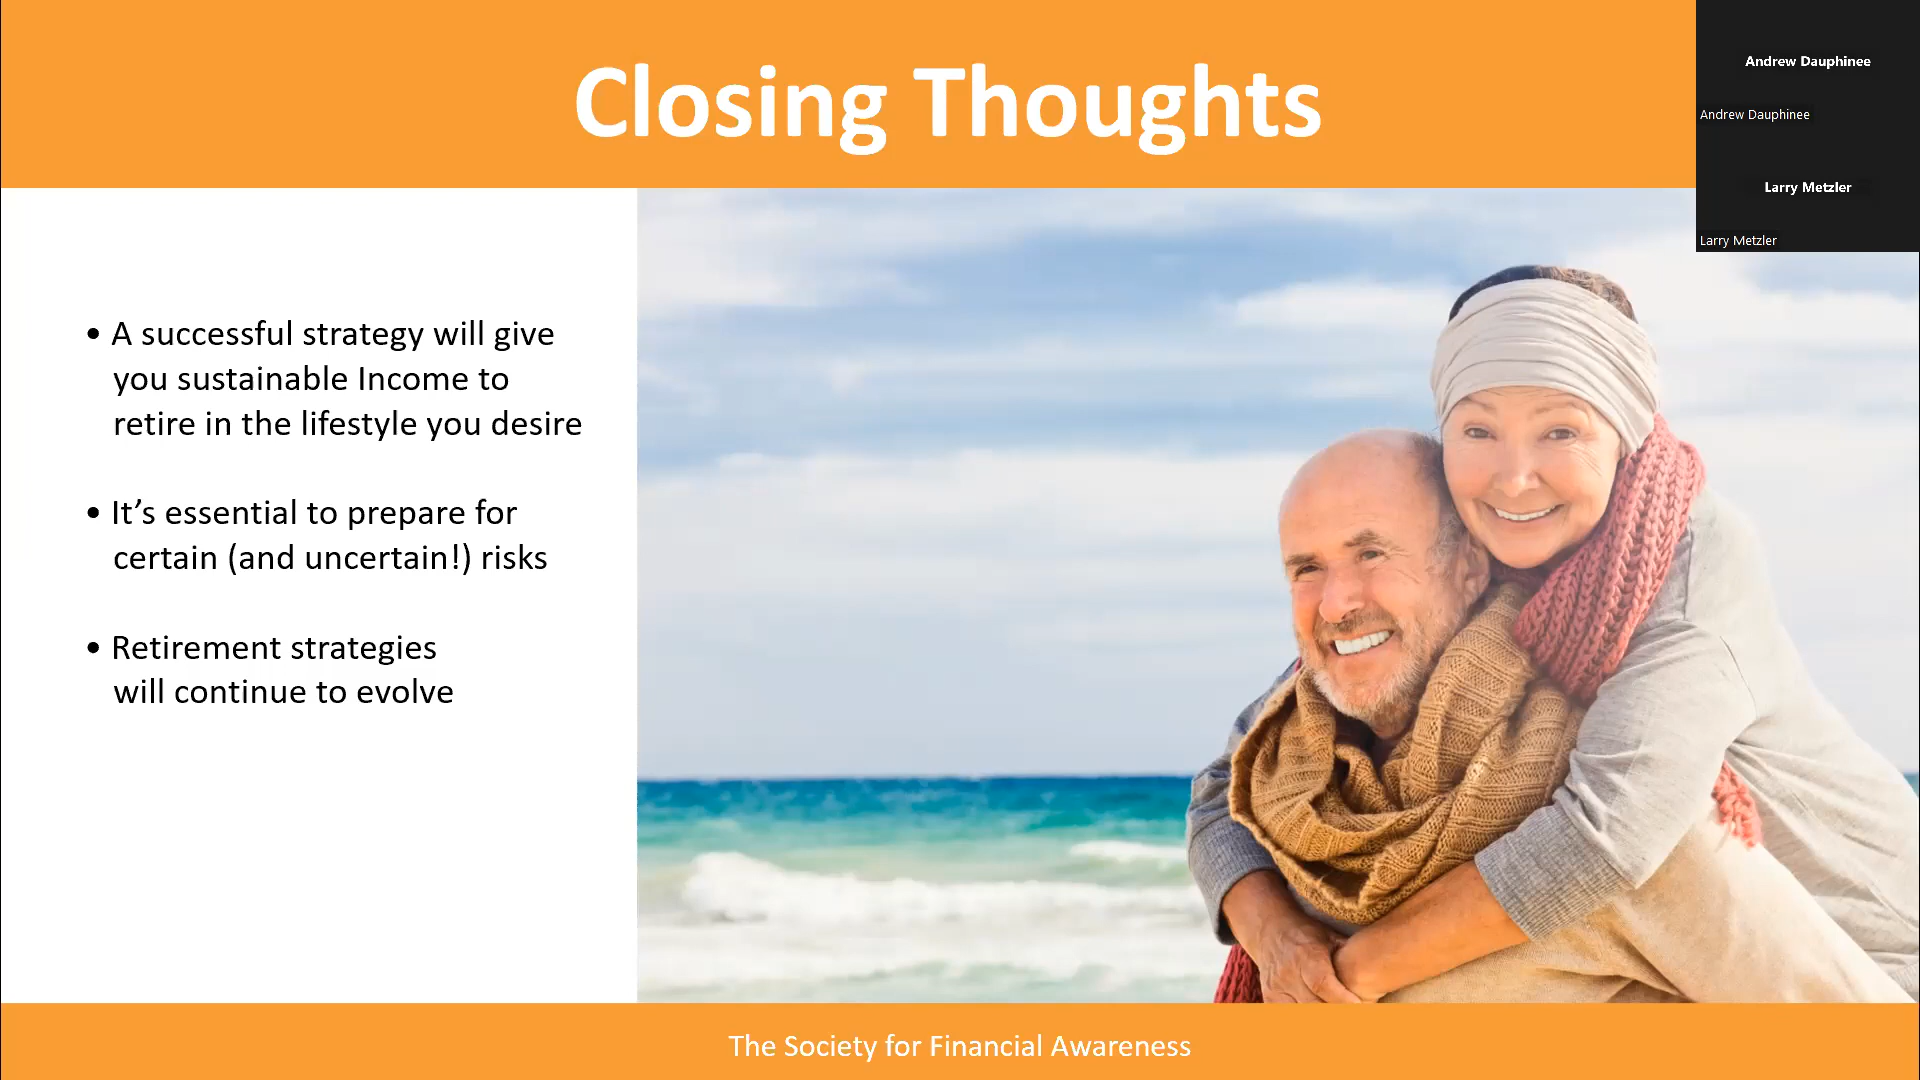 Closing Thoughts
Andrew Dauphinee
Andrew Dauphinee
Larry Metzler
Larry Metzler
• A successful strategy will give
you sustainable Income to
retire in the lifestyle you desire
• It’s essential to prepare for
certain (and uncertain!) risks
• Retirement strategies
will continue to evolve
The Society for Financial Awareness